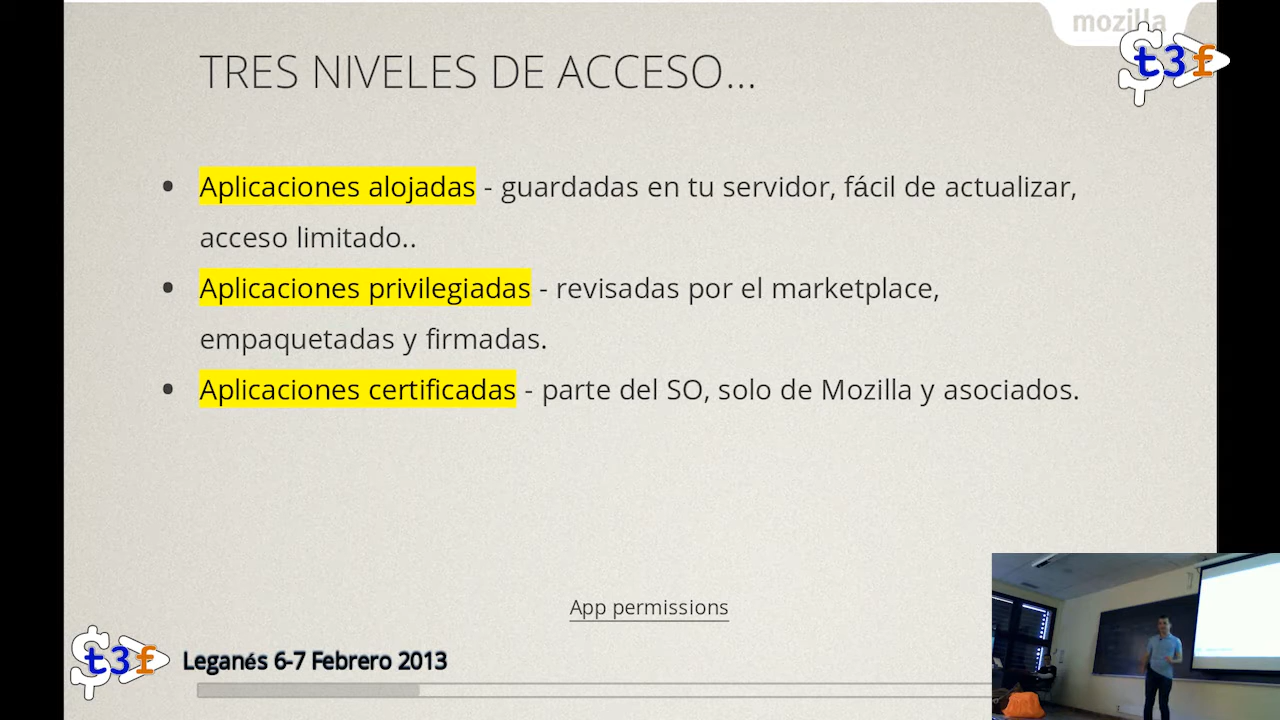 mozilla
t3f
TRES NIVELES DE ACCESO...
Aplicaciones alojadas - guardadas en tu servidor, fácil de actualizar,
acceso limitado..
Aplicaciones privilegiadas - revisadas por el marketplace,
empaquetadas y firmadas.
Aplicaciones certificadas - parte del SO, solo de Mozilla y asociados.
App permissions
t3f
Leganés 6-7 Febrero 2013